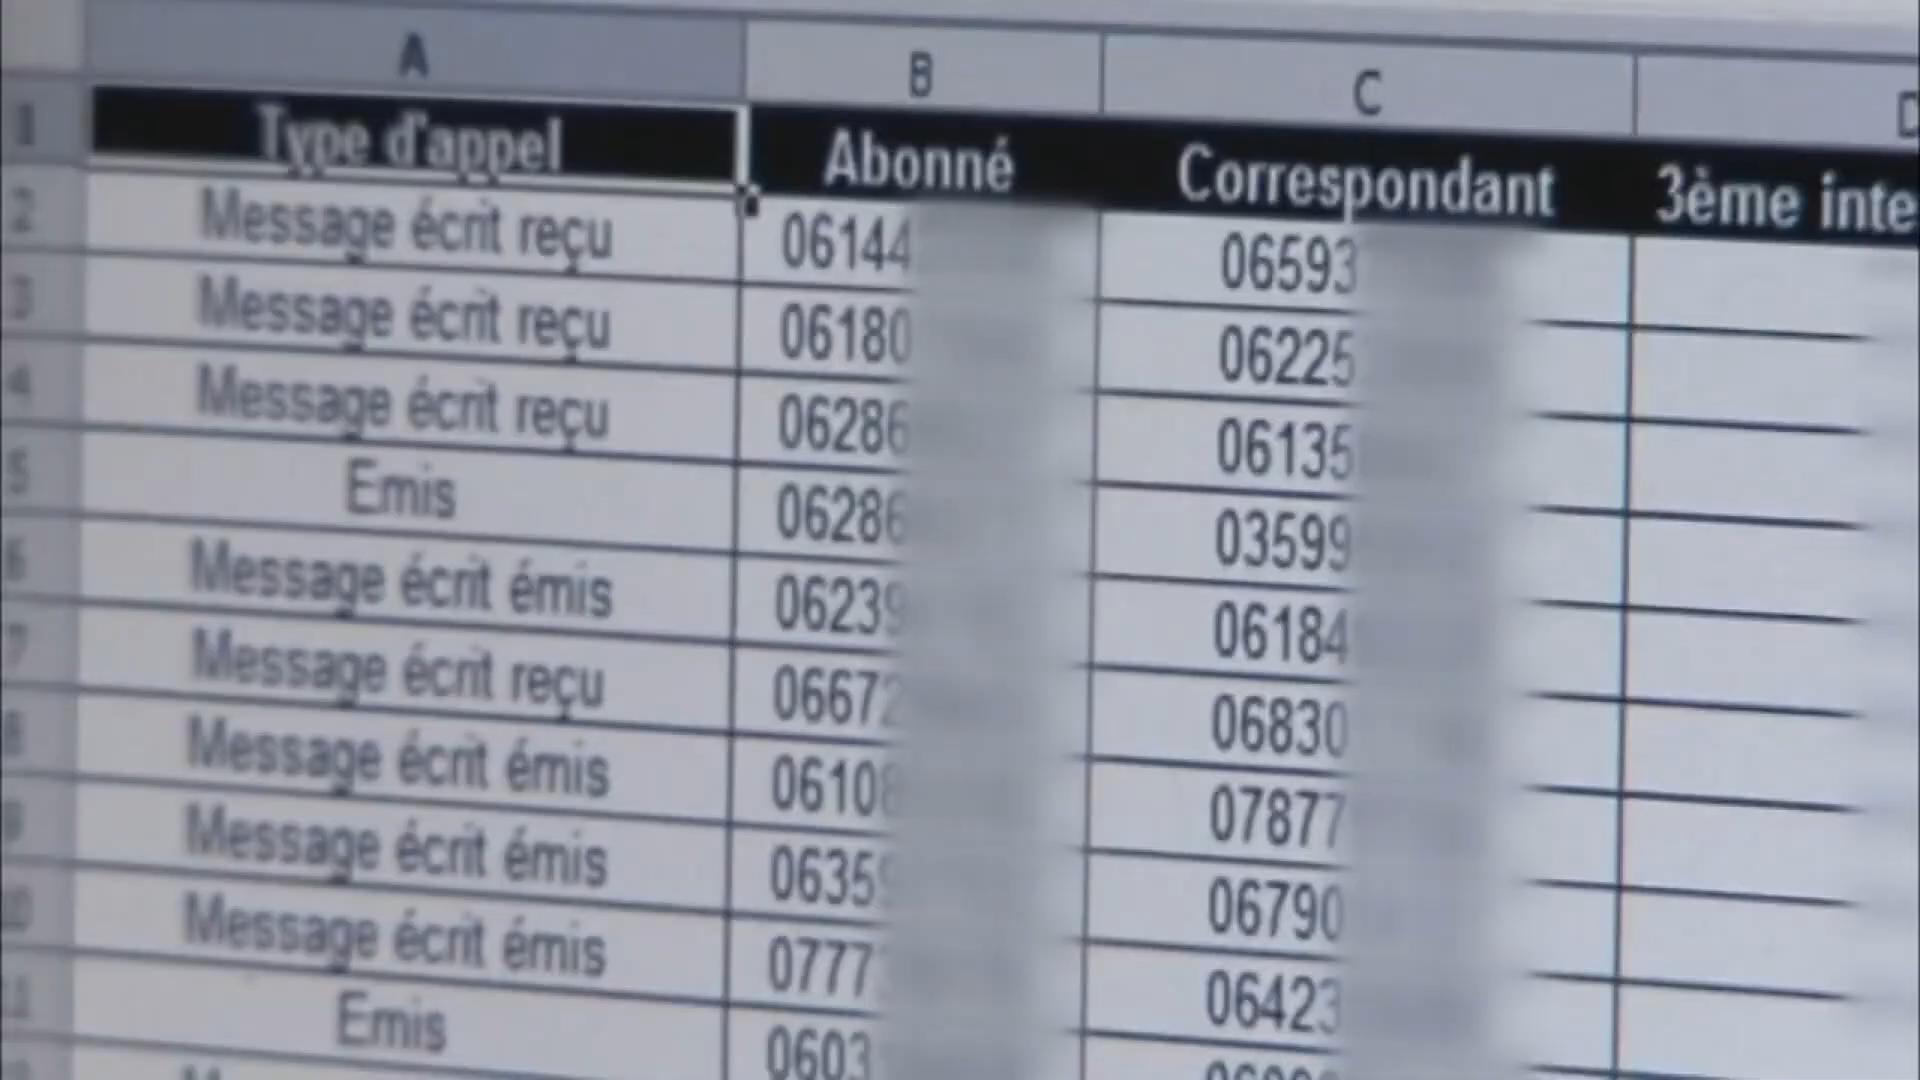 A B C D
1 Type d'appel Abonné Correspondant 3ème inte
2 Message écrit reçu 06144 06593
3 Message écrit reçu 06180 06225
4 Message écrit reçu 06286 06135
5 Emis 06286 03599
6 Message écrit émis 06239 06184
7 Message écrit reçu 06672 06830
8 Message écrit émis 06108 07877
9 Message écrit émis 0635 06790
10 Message écrit émis 0777 06423
11 Emis 0603